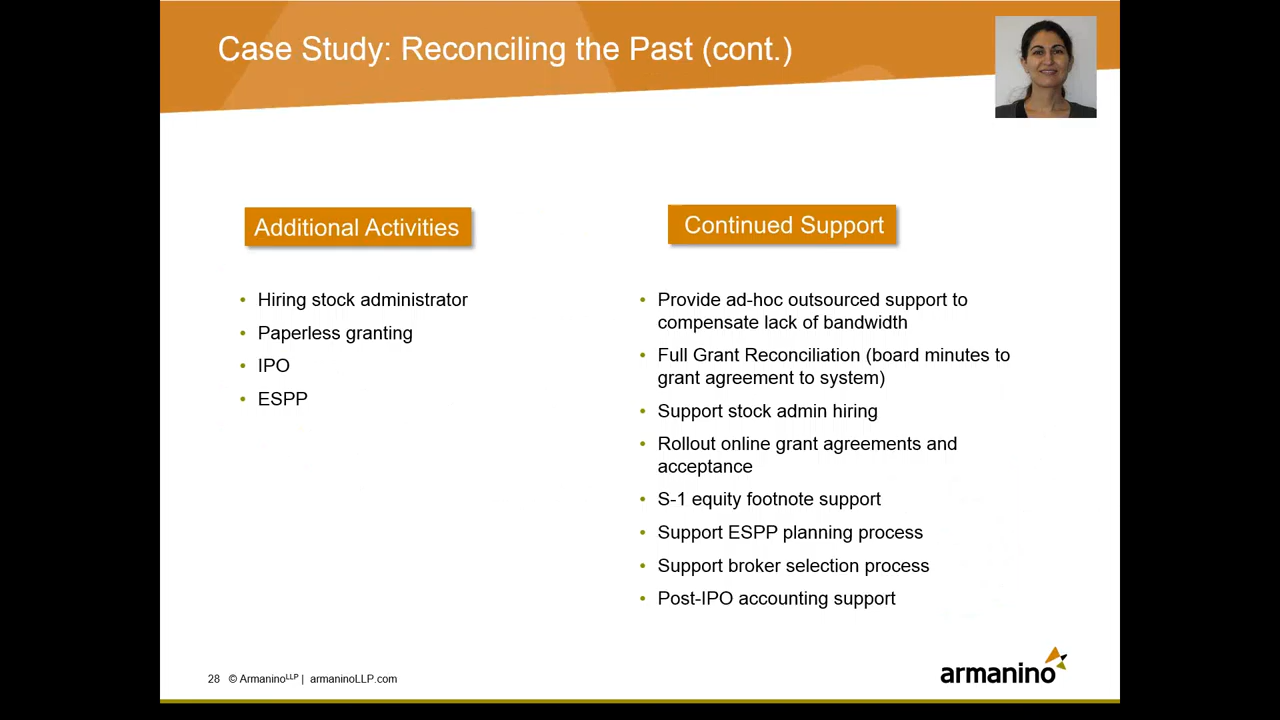 Case Study: Reconciling the Past (cont.)
Additional Activities
• Hiring stock administrator
• Paperless granting
• IPO
• ESPP
Continued Support
• Provide ad-hoc outsourced support to
compensate lack of bandwidth
• Full Grant Reconciliation (board minutes to
grant agreement to system)
• Support stock admin hiring
• Rollout online grant agreements and
acceptance
• S-1 equity footnote support
• Support ESPP planning process
• Support broker selection process
• Post-IPO accounting support
28 © ArmaninoLLP | armaninoLLP.com
armanino